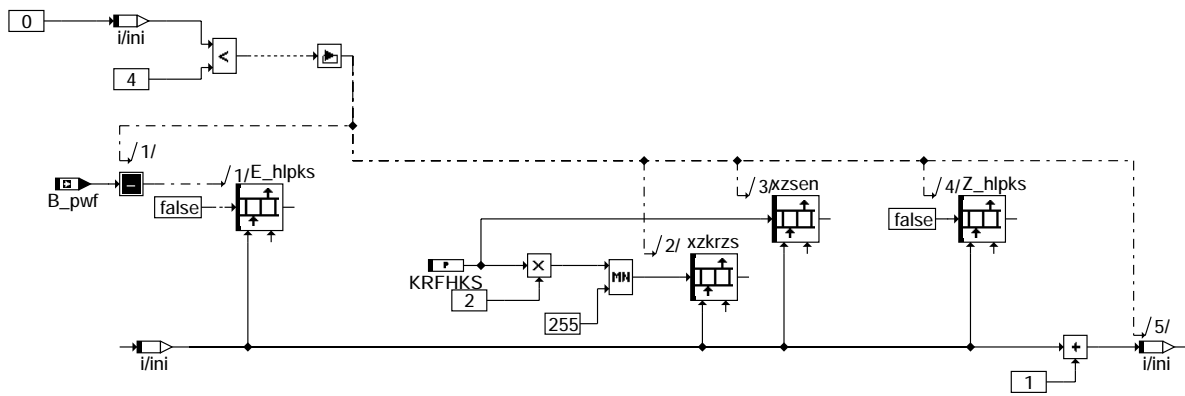 0
i/ini
<
4
/1/
B_pwf
/1/ E_hlpks
false
/3/ xzsen
/4/ Z_hlpks
false
/2/ xzkrzs
KRFHKS
P
×
2
MN
255
/5/
i/ini
+
i/ini
1